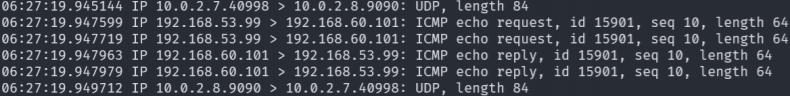 06:27:19.945144 IP 10.0.2.7.40998 > 10.0.2.8.9090: UDP, length 84
06:27:19.947599 IP 192.168.53.99 > 192.168.60.101: ICMP echo request, id 15901, seq 10, length 64
06:27:19.947719 IP 192.168.53.99 > 192.168.60.101: ICMP echo request, id 15901, seq 10, length 64
06:27:19.947963 IP 192.168.60.101 > 192.168.53.99: ICMP echo reply, id 15901, seq 10, length 64
06:27:19.947979 IP 192.168.60.101 > 192.168.53.99: ICMP echo reply, id 15901, seq 10, length 64
06:27:19.949712 IP 10.0.2.8.9090 > 10.0.2.7.40998: UDP, length 84